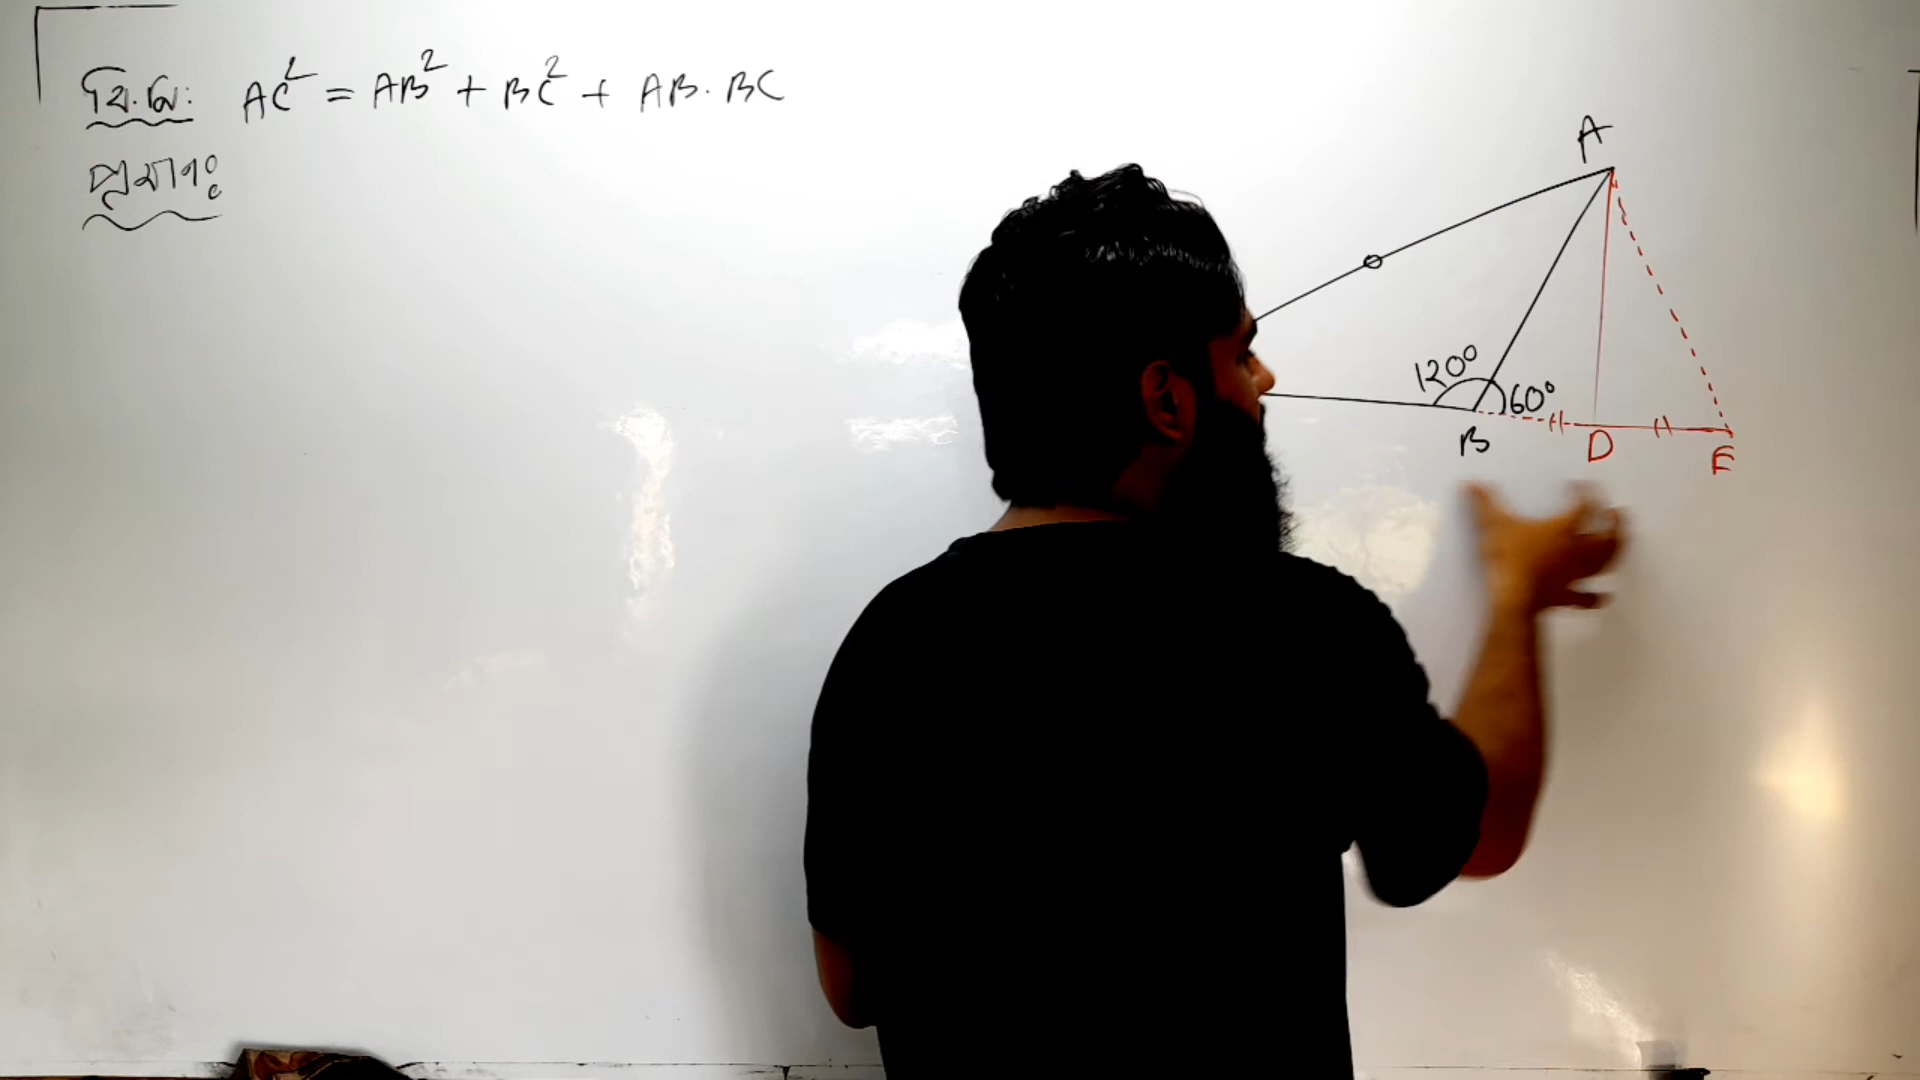 বি.নি: AC² = AB² + BC² + AB. BC
প্রমাণঃ
A
120°
60°
B
D
E